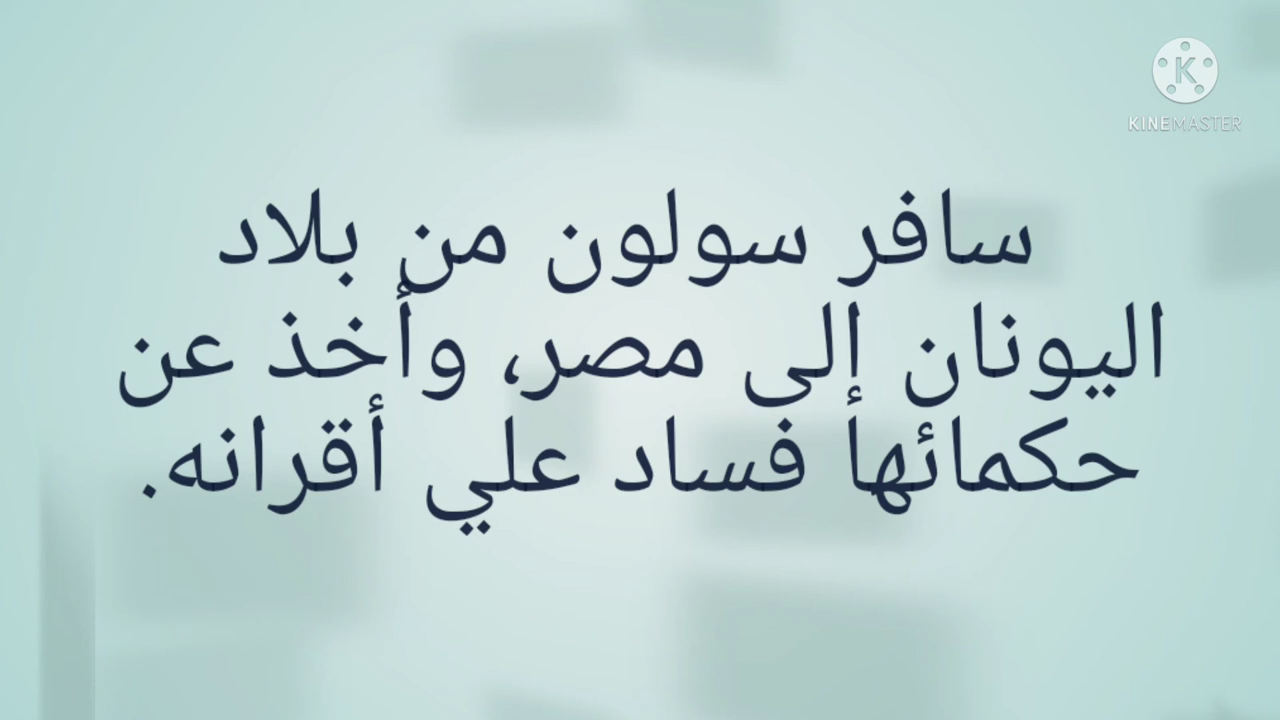 KINEMASTER
سافر سولون من بلاد
اليونان إلى مصر، وأخذ عن
حكمائها فساد علي أقرانه.